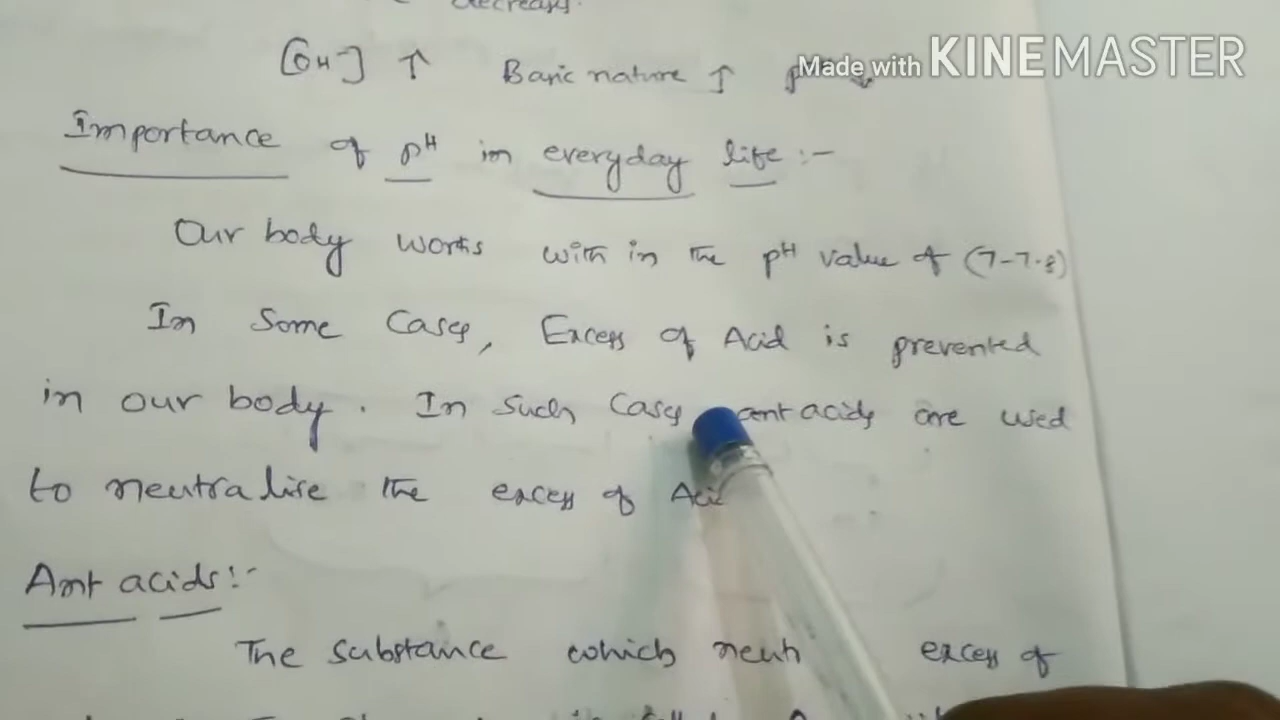 decreases.
[OH] ↑ Basic nature ↑
Made with KINEMASTER
Importance of pH in everyday life :-
Our body works with in the pH value of (7-7.8)
In Some Cases, Excess of Acid is prevented
in our body. In Such Cases antacids are used
to neutralise the excess of Acid
Ant acids:-
The substance which neut excess of